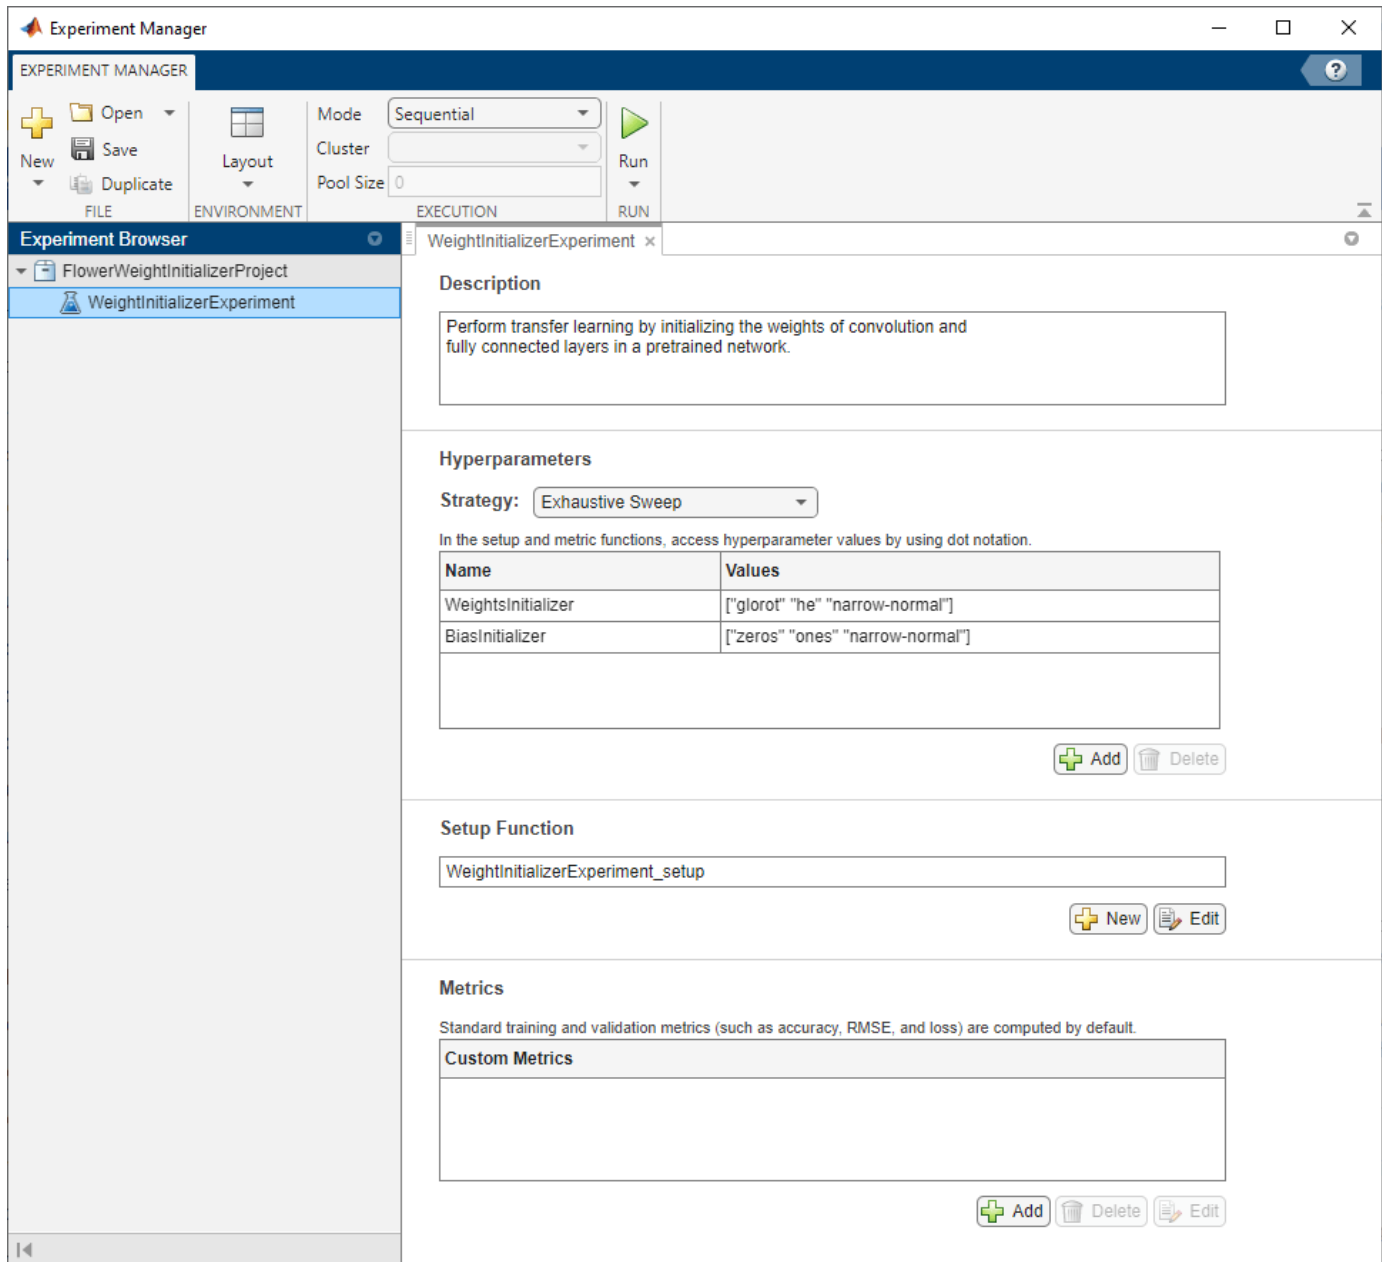 Experiment Manager
EXPERIMENT MANAGER
?
New
Open
Save
Duplicate
FILE
Layout
ENVIRONMENT
Mode Sequential
Cluster
Pool Size 0
EXECUTION
Run
RUN
Experiment Browser
FlowerWeightInitializerProject
WeightInitializerExperiment
WeightInitializerExperiment
Description
Perform transfer learning by initializing the weights of convolution and
fully connected layers in a pretrained network.
Hyperparameters
Strategy: Exhaustive Sweep
In the setup and metric functions, access hyperparameter values by using dot notation.
Name Values
WeightsInitializer ["glorot" "he" "narrow-normal"]
BiasInitializer ["zeros" "ones" "narrow-normal"]
Add Delete
Setup Function
WeightInitializerExperiment_setup
New Edit
Metrics
Standard training and validation metrics (such as accuracy, RMSE, and loss) are computed by default.
Custom Metrics
Add Delete Edit